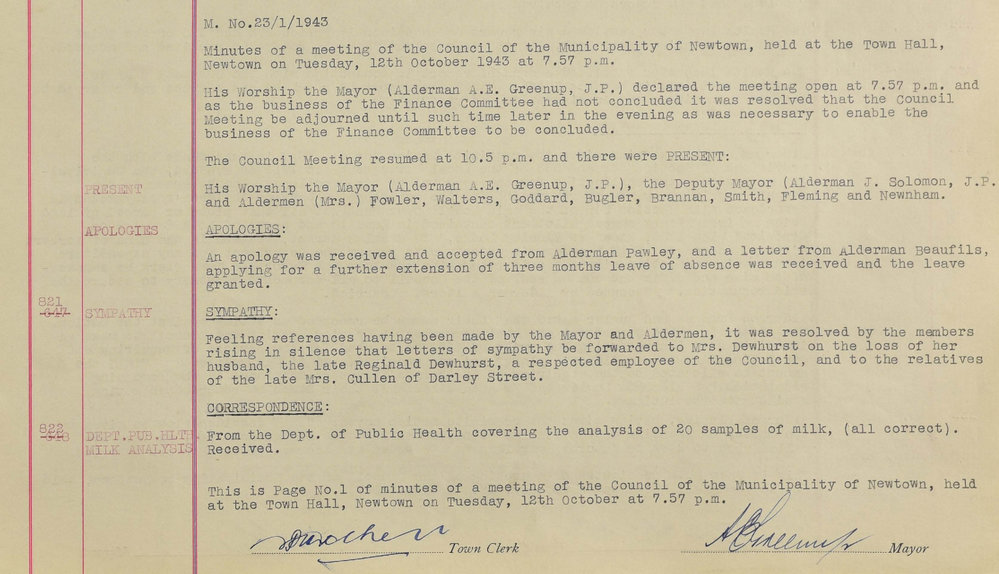 M. No.23/1/1943
Minutes of a meeting of the Council of the Municipality of Newtown, held at the Town Hall,
Newtown on Tuesday, 12th October 1943 at 7.57 p.m.
His Worship the Mayor (Alderman A.E. Greenup, J.P.) declared the meeting open at 7.57 p.m. and
as the business of the Finance Committee had not concluded it was resolved that the Council
Meeting be adjourned until such time later in the evening as was necessary to enable the
business of the Finance Committee to be concluded.
The Council Meeting resumed at 10.5 p.m. and there were PRESENT:
PRESENT
His Worship the Mayor (Alderman A.E. Greenup, J.P.), the Deputy Mayor (Alderman J. Solomon, J.P.
and Aldermen (Mrs.) Fowler, Walters, Goddard, Bugler, Brannan, Smith, Fleming and Newnham.
APOLOGIES
APOLOGIES:
An apology was received and accepted from Alderman Pawley, and a letter from Alderman Beaufils,
applying for a further extension of three months leave of absence was received and the leave
granted.
821
647
SYMPATHY
SYMPATHY:
Feeling references having been made by the Mayor and Aldermen, it was resolved by the members
rising in silence that letters of sympathy be forwarded to Mrs. Dewhurst on the loss of her
husband, the late Reginald Dewhurst, a respected employee of the Council, and to the relatives
of the late Mrs. Cullen of Darley Street.
CORRESPONDENCE:
822
648
DEPT.PUB.HLTH.
MILK ANALYSIS
From the Dept. of Public Health covering the analysis of 20 samples of milk, (all correct).
Received.
This is Page No.1 of minutes of a meeting of the Council of the Municipality of Newtown, held
at the Town Hall, Newtown on Tuesday, 12th October at 7.57 p.m.
Town Clerk
Mayor